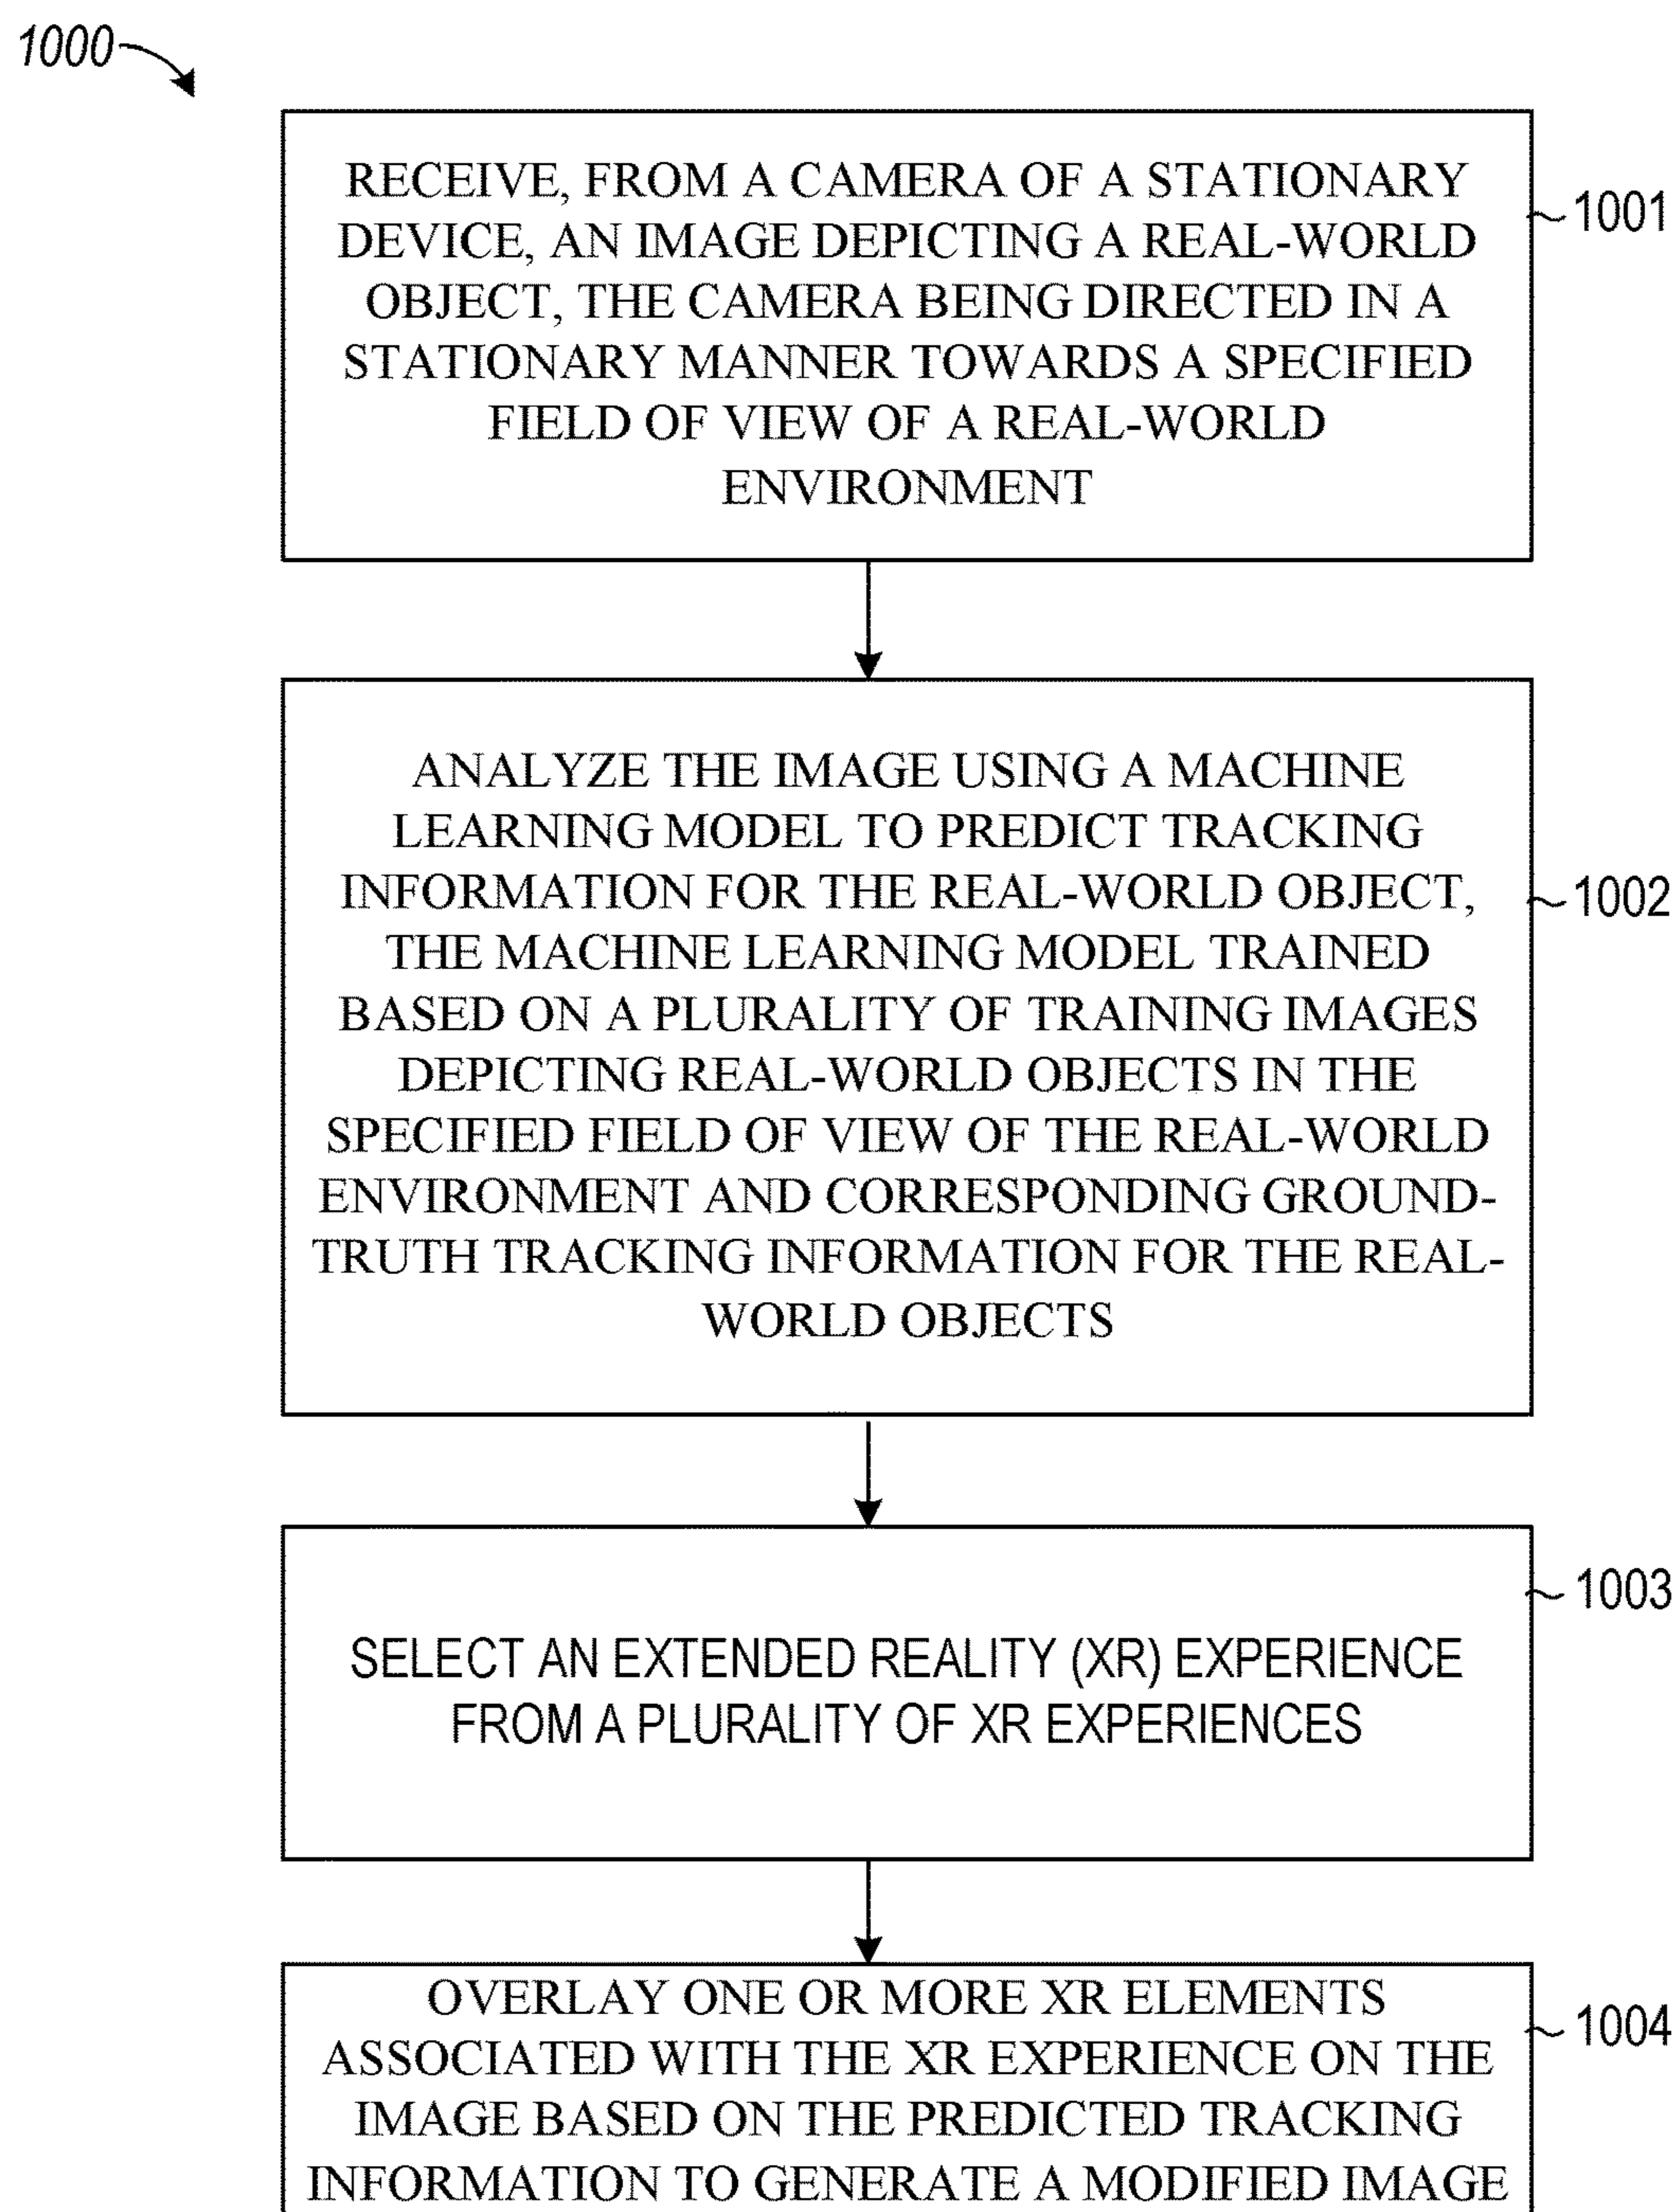 1000
RECEIVE, FROM A CAMERA OF A STATIONARY
DEVICE, AN IMAGE DEPICTING A REAL-WORLD
OBJECT, THE CAMERA BEING DIRECTED IN A
STATIONARY MANNER TOWARDS A SPECIFIED
FIELD OF VIEW OF A REAL-WORLD
ENVIRONMENT
1001
ANALYZE THE IMAGE USING A MACHINE
LEARNING MODEL TO PREDICT TRACKING
INFORMATION FOR THE REAL-WORLD OBJECT,
THE MACHINE LEARNING MODEL TRAINED
BASED ON A PLURALITY OF TRAINING IMAGES
DEPICTING REAL-WORLD OBJECTS IN THE
SPECIFIED FIELD OF VIEW OF THE REAL-WORLD
ENVIRONMENT AND CORRESPONDING GROUND-
TRUTH TRACKING INFORMATION FOR THE REAL-
WORLD OBJECTS
1002
SELECT AN EXTENDED REALITY (XR) EXPERIENCE
FROM A PLURALITY OF XR EXPERIENCES
1003
OVERLAY ONE OR MORE XR ELEMENTS
ASSOCIATED WITH THE XR EXPERIENCE ON THE
IMAGE BASED ON THE PREDICTED TRACKING
INFORMATION TO GENERATE A MODIFIED IMAGE
1004